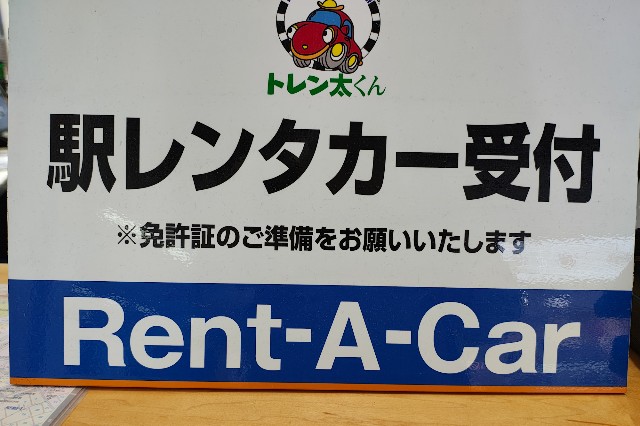 トレン太くん
駅レンタカー受付
※免許証のご準備をお願いいたします
Rent-A-Car